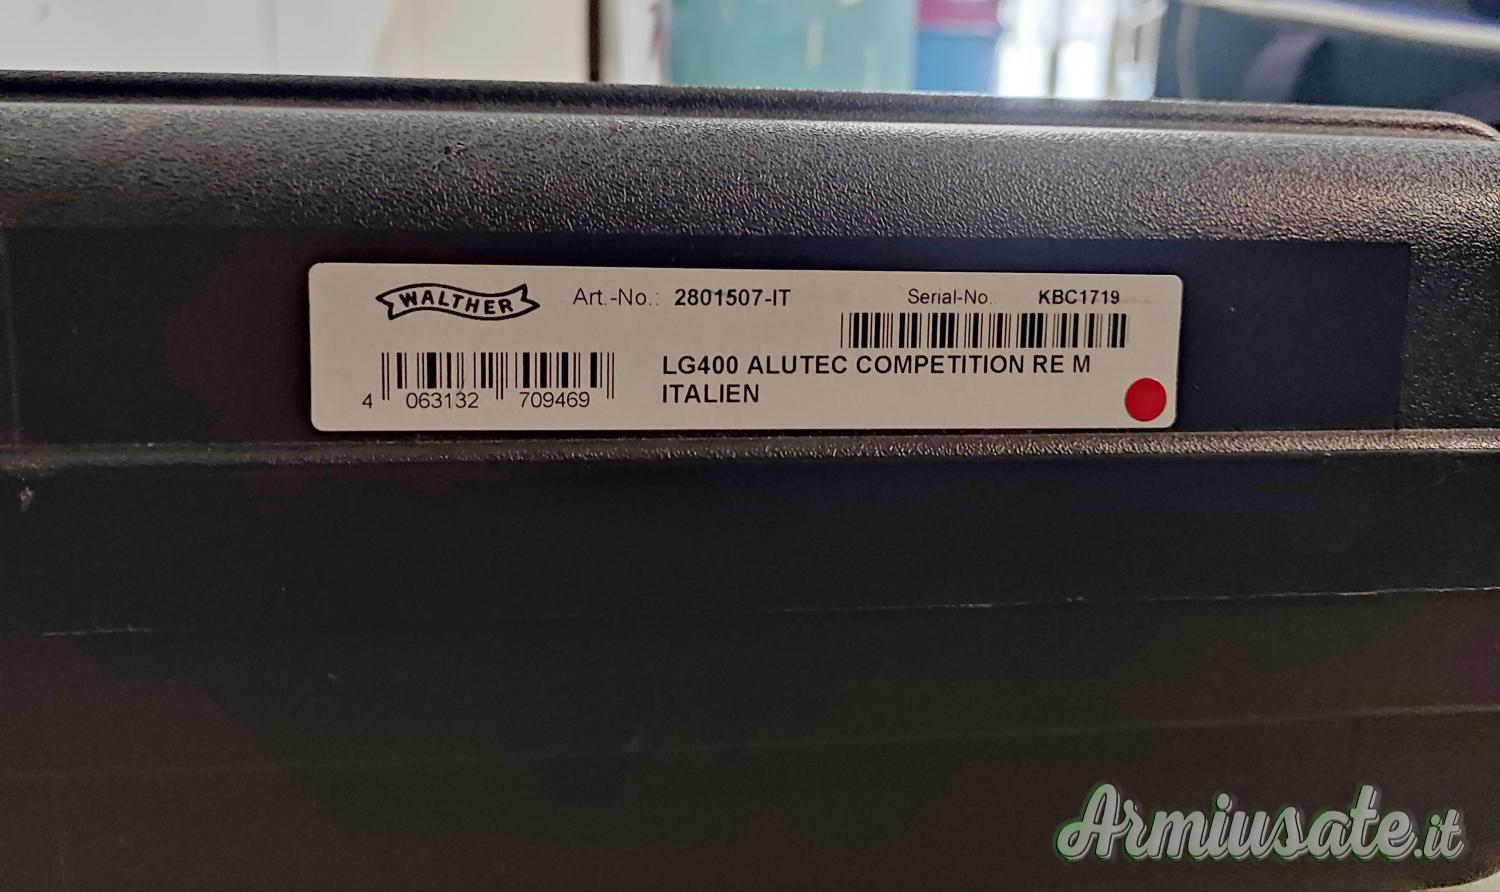 WALTHER Art.-No.: 2801507-IT Serial-No.. KBC1719
LG400 ALUTEC COMPETITION RE M
ITALIEN
4 063132 709469
Armiusate.it